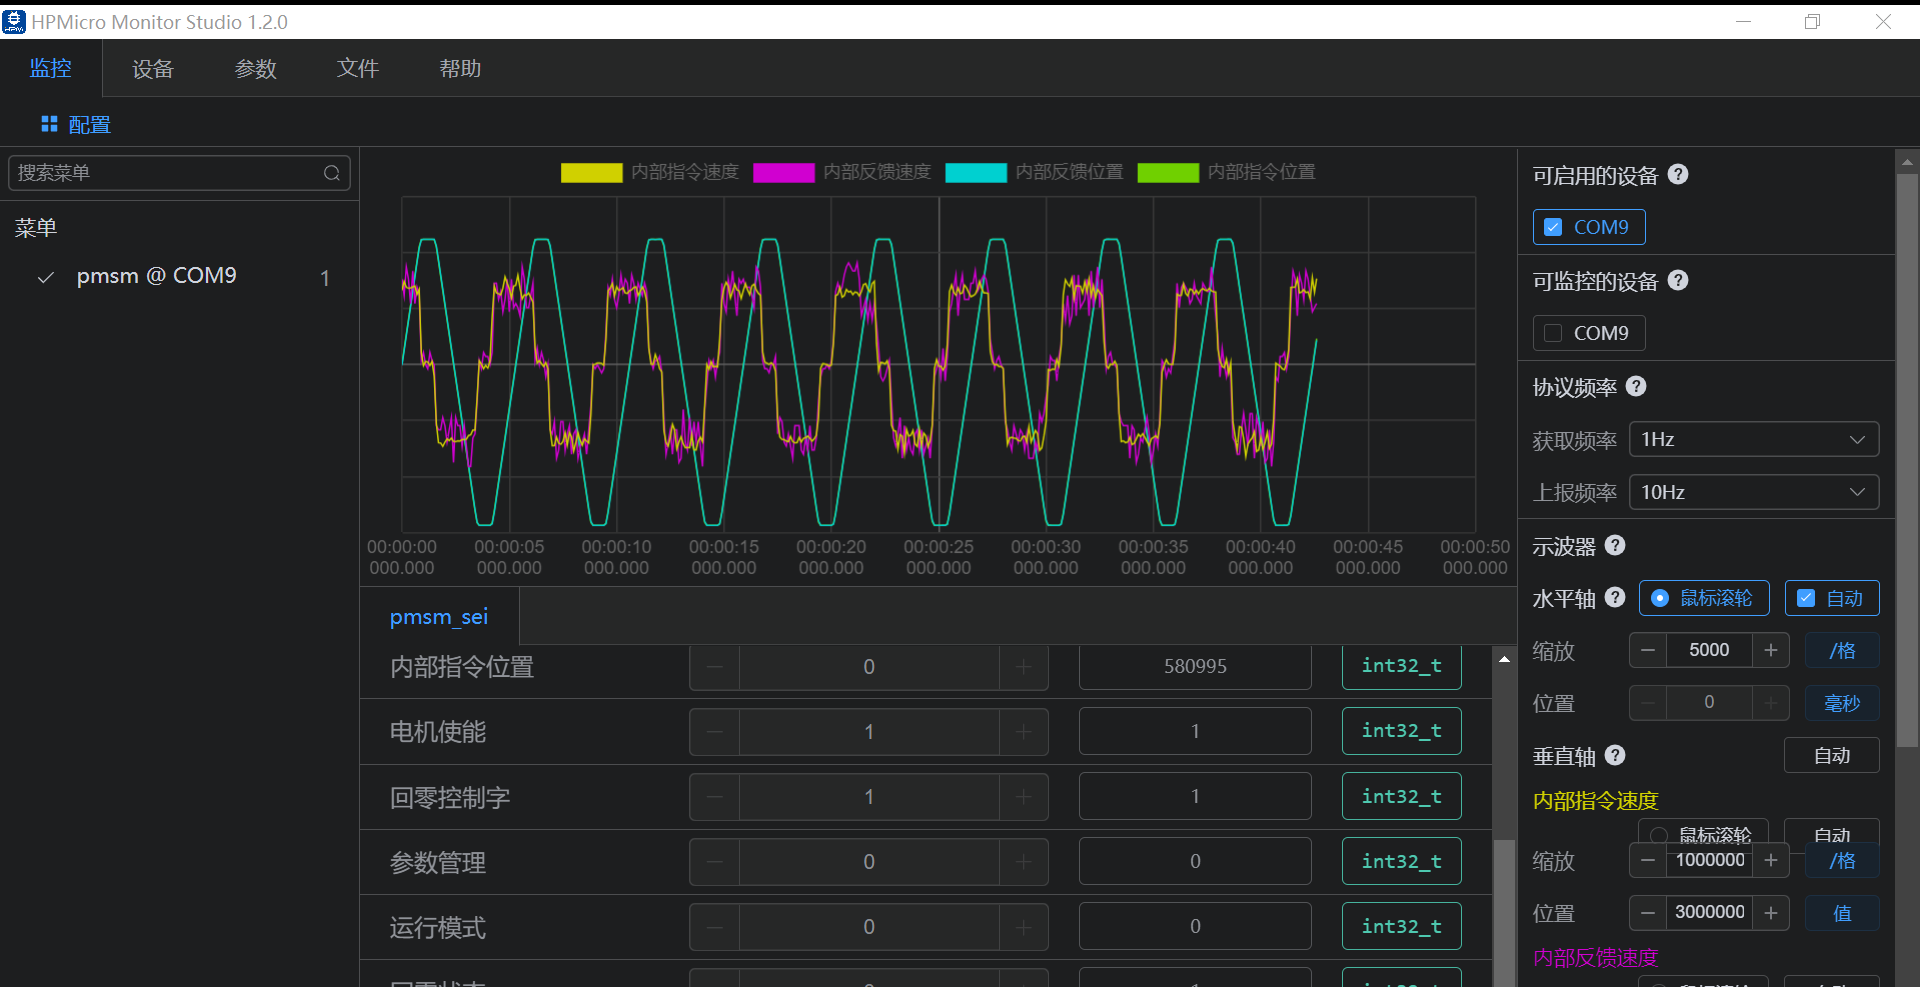 HPMicro Monitor Studio 1.2.0
监控 设备 参数 文件 帮助
配置
搜索菜单
菜单
pmsm @ COM9 1
内部指令速度 内部反馈速度 内部反馈位置 内部指令位置
00:00:00 00:00:05 00:00:10 00:00:15 00:00:20 00:00:25 00:00:30 00:00:35 00:00:40 00:00:45 00:00:50
000.000 000.000 000.000 000.000 000.000 000.000 000.000 000.000 000.000 000.000 000.000
pmsm_sei
内部指令位置 0 580995 int32_t
电机使能 1 1 int32_t
回零控制字 1 1 int32_t
参数管理 0 0 int32_t
运行模式 0 0 int32_t
可启用的设备
COM9
可监控的设备
COM9
协议频率
获取频率 1Hz
上报频率 10Hz
示波器
水平轴 鼠标滚轮 自动
缩放 5000 /格
位置 0 毫秒
垂直轴 自动
内部指令速度
鼠标滚轮 自动
缩放 1000000 /格
位置 3000000 值
内部反馈速度